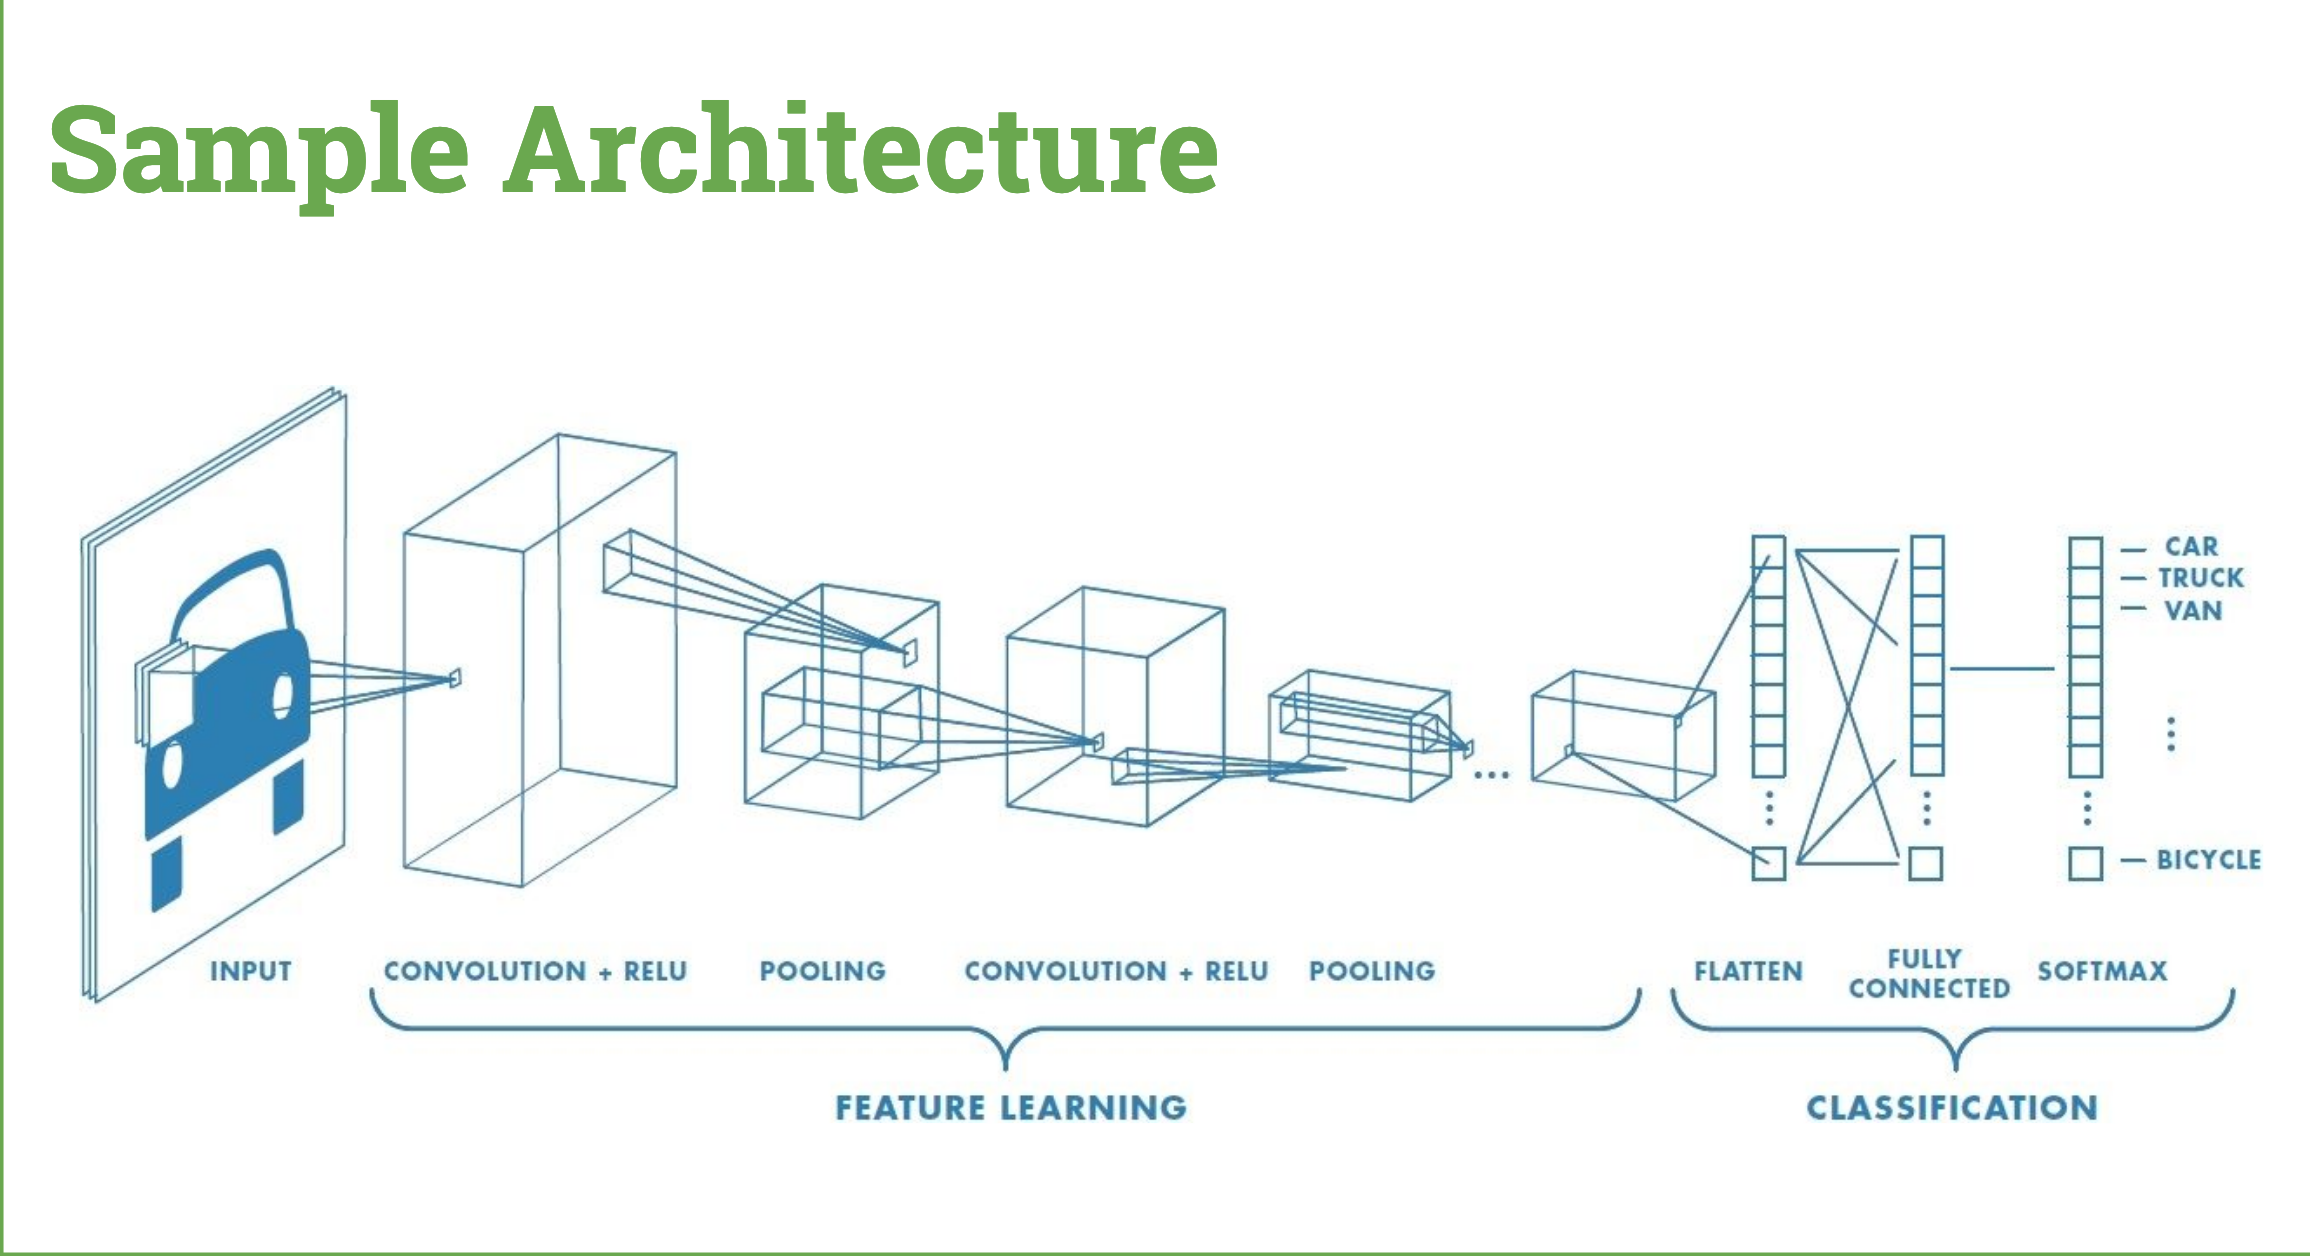 Sample Architecture
CAR
TRUCK
VAN
BICYCLE
INPUT
CONVOLUTION + RELU
POOLING
CONVOLUTION + RELU
POOLING
FLATTEN
FULLY
CONNECTED
SOFTMAX
FEATURE LEARNING
CLASSIFICATION